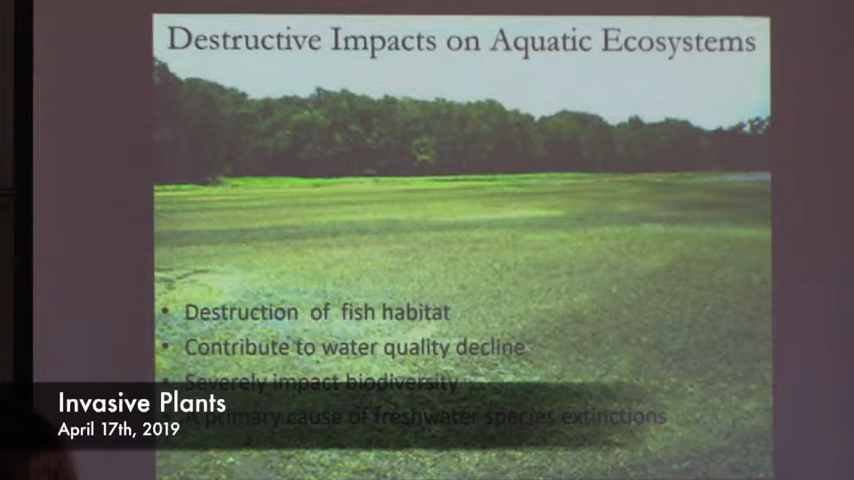 Destructive Impacts on Aquatic Ecosystems
• Destruction of fish habitat
• Contribute to water quality decline
• Severely impact biodiversity
• A primary cause of freshwater species extinctions
Invasive Plants
April 17th, 2019